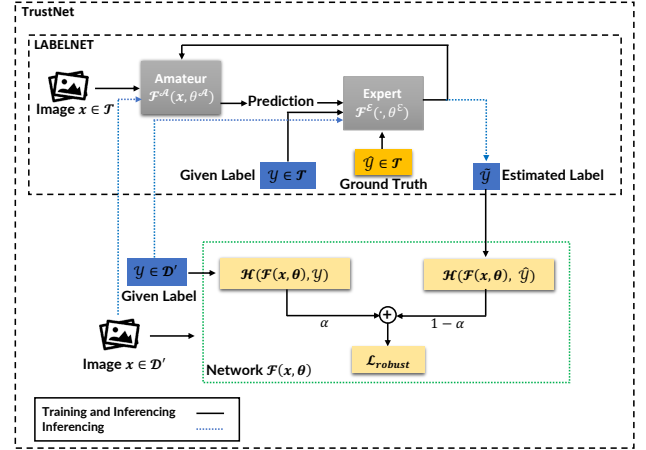 TrustNet
LABELNET
Amateur
ℱ^𝒜(x, θ^𝒜)
Image x ∈ 𝒯
Prediction
Expert
ℱ^ℰ(·, θ^ℰ)
Given Label
𝒴 ∈ 𝒯
ŷ ∈ 𝒯
Ground Truth
ỹ
Estimated Label
𝒴 ∈ 𝒟′
Given Label
ℋ(ℱ(x, θ), 𝒴)
ℋ(ℱ(x, θ), ŷ)
α
+
1 − α
Image x ∈ 𝒟′
ℒ_robust
Network ℱ(x, θ)
Training and Inferencing
Inferencing